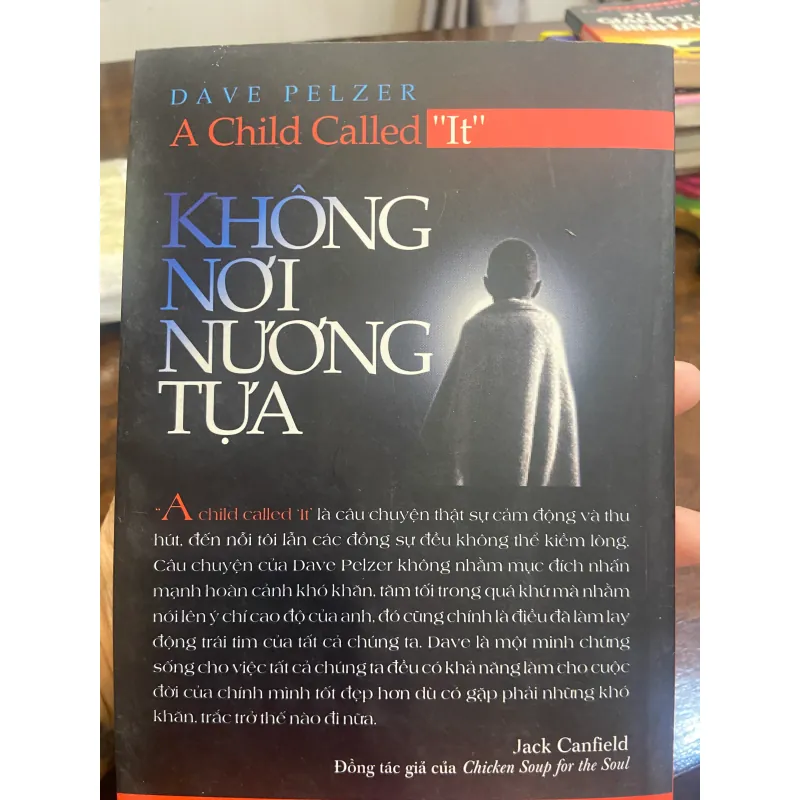 DAVE PELZER
A Child Called "It"
KHÔNG
NƠI
NƯƠNG
TỰA
"A child called 'It' là câu chuyện thật sự cảm động và thu
hút, đến nỗi tôi lẫn các đồng sự đều không thể kiềm lòng.
Câu chuyện của Dave Pelzer không nhằm mục đích nhấn
mạnh hoàn cảnh khó khăn, tăm tối trong quá khứ mà nhằm
nói lên ý chí cao độ của anh, đó cũng chính là điều đã làm lay
động trái tim của tất cả chúng ta. Dave là một minh chứng
sống cho việc tất cả chúng ta đều có khả năng làm cho cuộc
đời của chính mình tốt đẹp hơn dù có gặp phải những khó
khăn, trắc trở thế nào đi nữa.
Jack Canfield
Đồng tác giả của Chicken Soup for the Soul